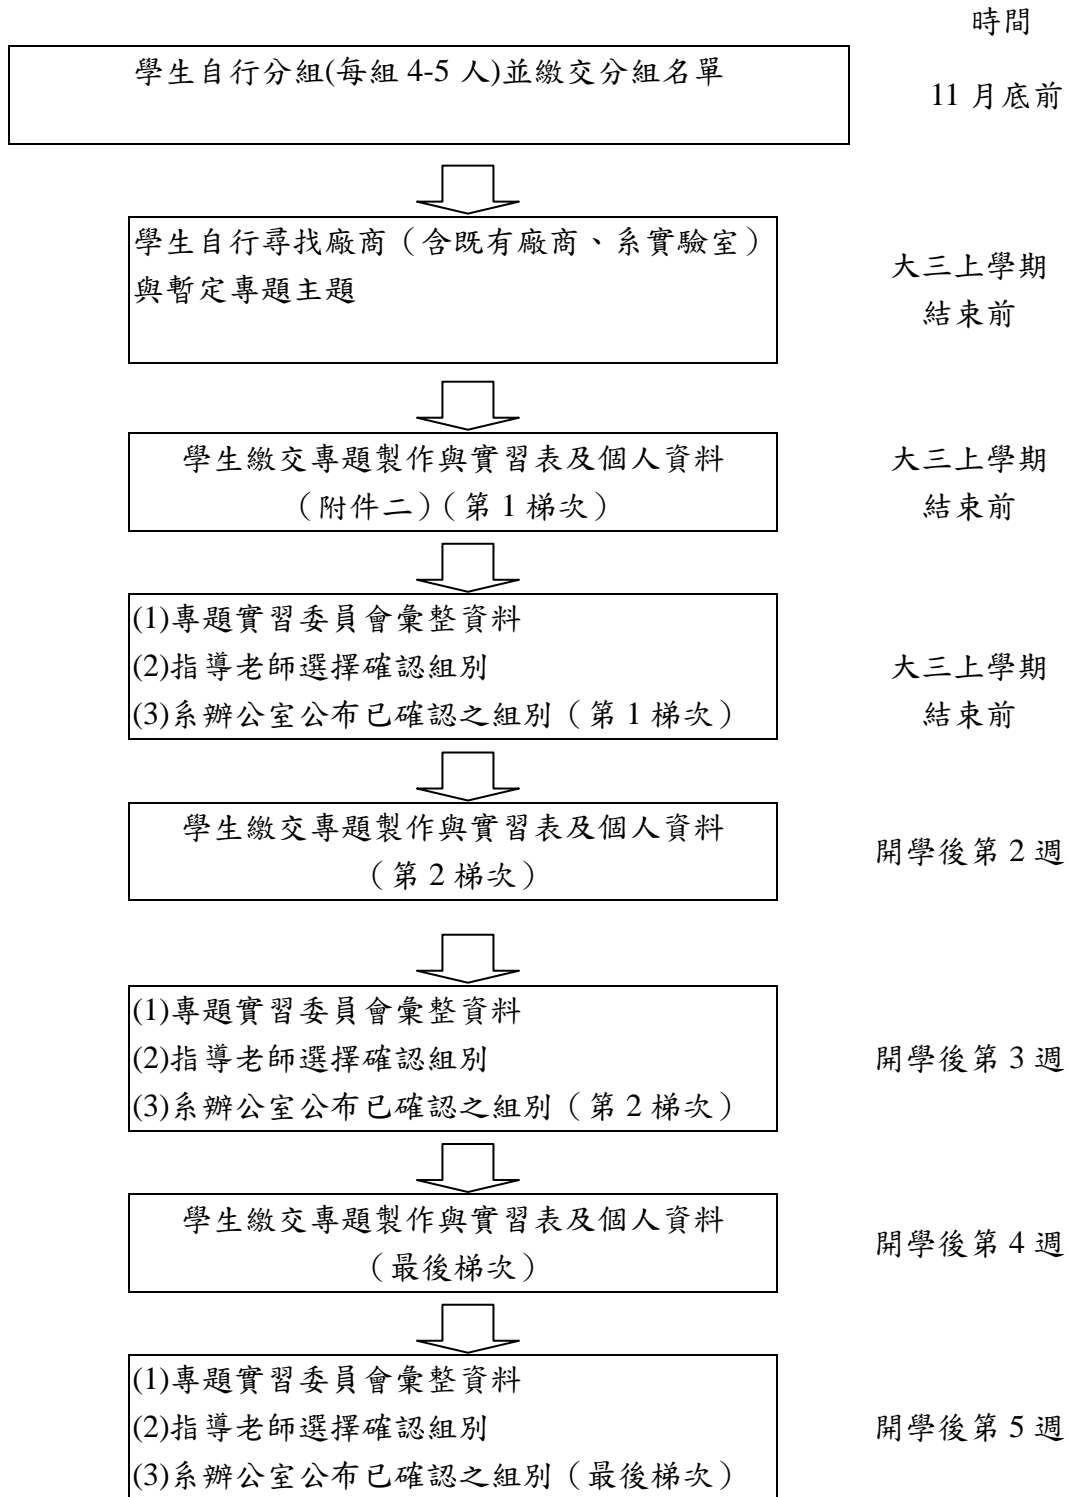 時間
學生自行分組(每組 4-5 人)並繳交分組名單
11 月底前
學生自行尋找廠商（含既有廠商、系實驗室）
與暫定專題主題
大三上學期
結束前
學生繳交專題製作與實習表及個人資料
（附件二）（第 1 梯次）
大三上學期
結束前
(1)專題實習委員會彙整資料
(2)指導老師選擇確認組別
(3)系辦公室公布已確認之組別（第 1 梯次）
大三上學期
結束前
學生繳交專題製作與實習表及個人資料
（第 2 梯次）
開學後第 2 週
(1)專題實習委員會彙整資料
(2)指導老師選擇確認組別
(3)系辦公室公布已確認之組別（第 2 梯次）
開學後第 3 週
學生繳交專題製作與實習表及個人資料
（最後梯次）
開學後第 4 週
(1)專題實習委員會彙整資料
(2)指導老師選擇確認組別
(3)系辦公室公布已確認之組別（最後梯次）
開學後第 5 週